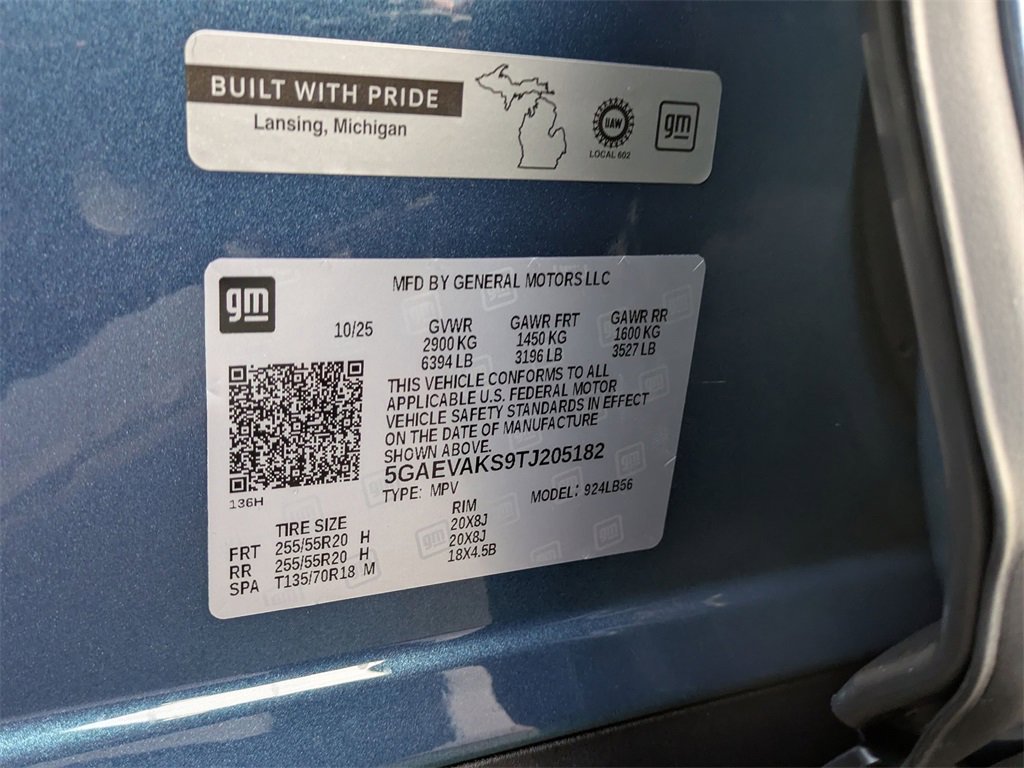 BUILT WITH PRIDE
Lansing, Michigan
UAW
LOCAL 602
gm
gm
MFD BY GENERAL MOTORS LLC
10/25
GVWR
2900 KG
6394 LB
GAWR FRT
1450 KG
3196 LB
GAWR RR
1600 KG
3527 LB
THIS VEHICLE CONFORMS TO ALL
APPLICABLE U.S. FEDERAL MOTOR
VEHICLE SAFETY STANDARDS IN EFFECT
ON THE DATE OF MANUFACTURE
SHOWN ABOVE.
5GAEVAKS9TJ205182
TYPE: MPV MODEL: 924LB56
136H
TIRE SIZE RIM
FRT 255/55R20 H 20X8J
RR 255/55R20 H 20X8J
SPA T135/70R18 M 18X4.5B